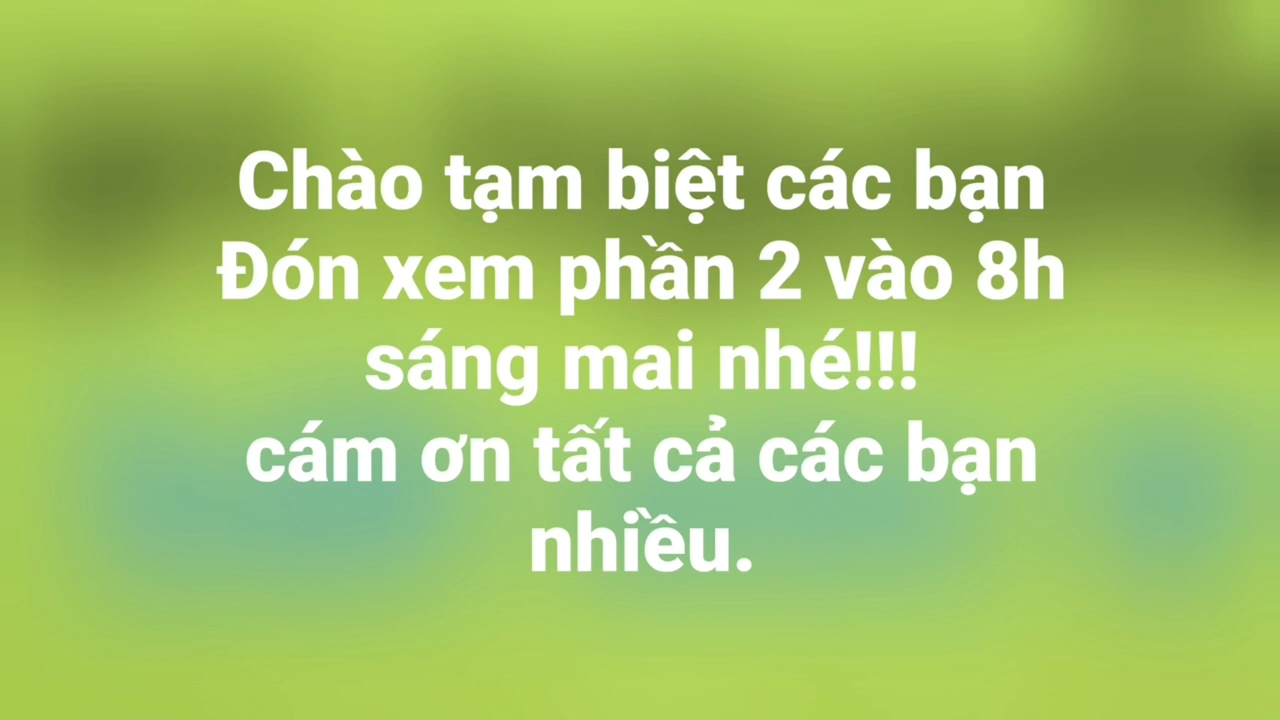 Chào tạm biệt các bạn
Đón xem phần 2 vào 8h
sáng mai nhé!!!
cám ơn tất cả các bạn
nhiều.